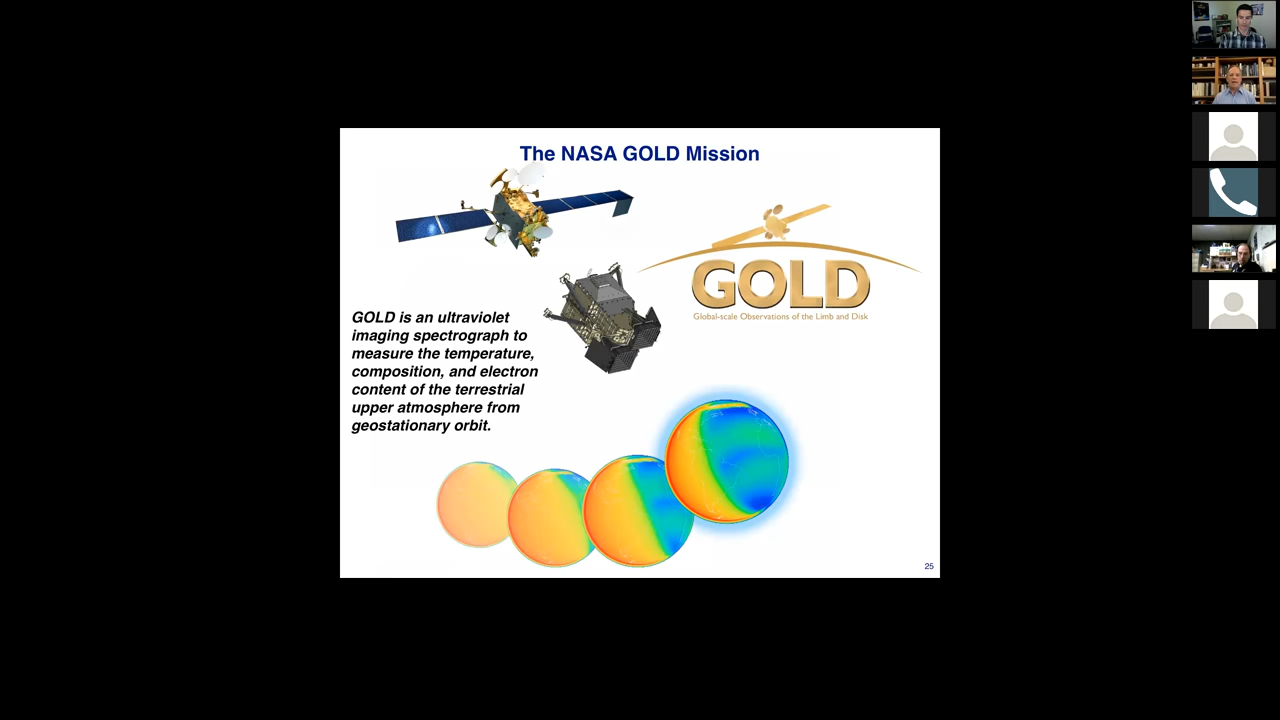 The NASA GOLD Mission
GOLD
Global-scale Observations of the Limb and Disk
GOLD is an ultraviolet
imaging spectrograph to
measure the temperature,
composition, and electron
content of the terrestrial
upper atmosphere from
geostationary orbit.
25